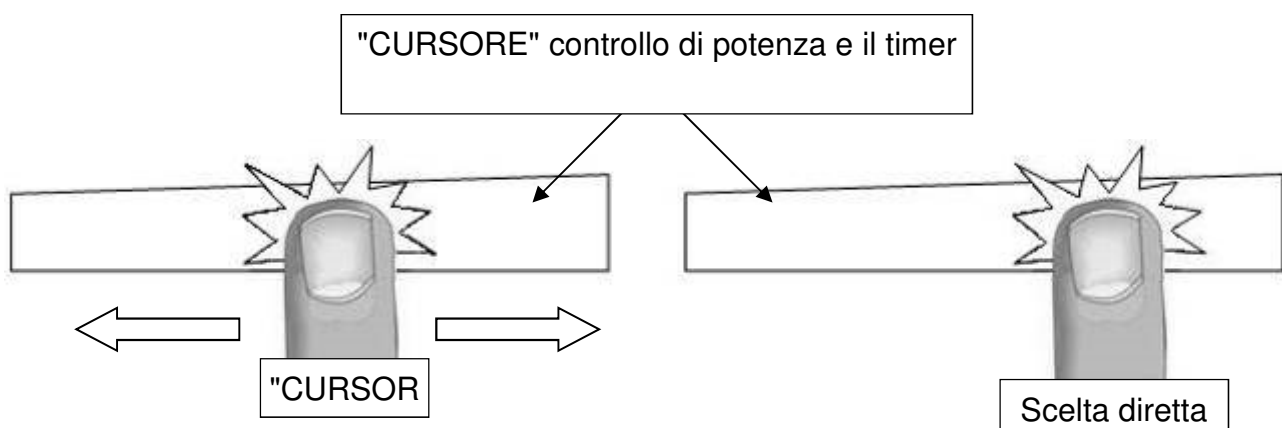 "CURSORE" controllo di potenza e il timer
"CURSOR
Scelta diretta